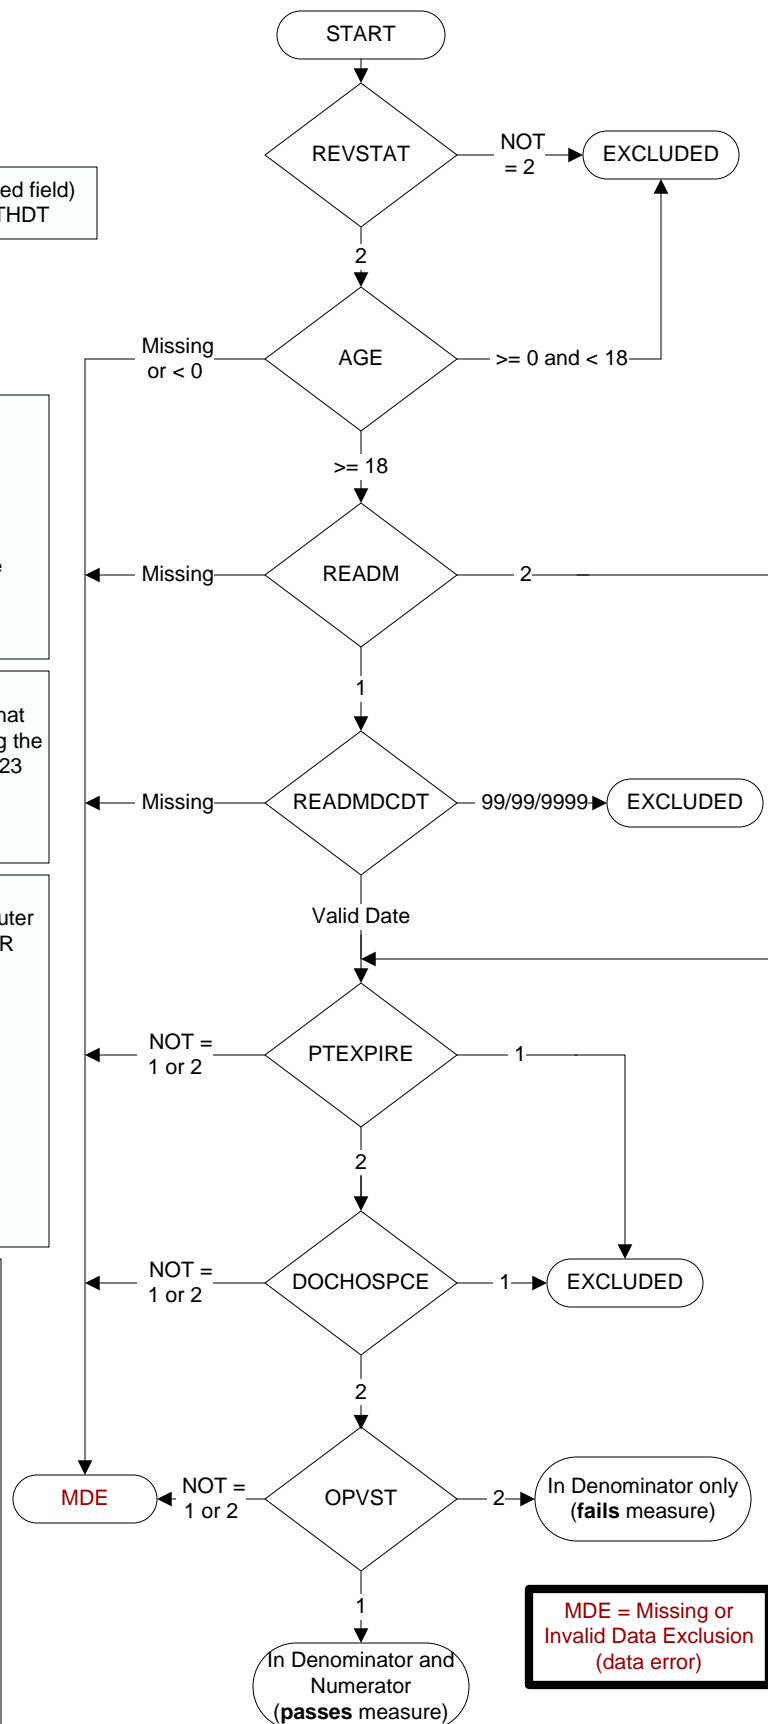 START
REVSTAT
NOT
= 2
EXCLUDED
ed field)
THDT
2
Missing
or < 0
AGE
>= 0 and < 18
>= 18
e
Missing
READM
2
1
hat
g the
23
Missing
READMDCDT
99/99/9999
EXCLUDED
uter
R
Valid Date
NOT =
1 or 2
PTEXPIRE
1
2
NOT =
1 or 2
DOCHOSPCE
1
EXCLUDED
2
MDE
NOT =
1 or 2
OPVST
2
In Denominator only
(fails measure)
1
In Denominator and
Numerator
(passes measure)
MDE = Missing or
Invalid Data Exclusion
(data error)